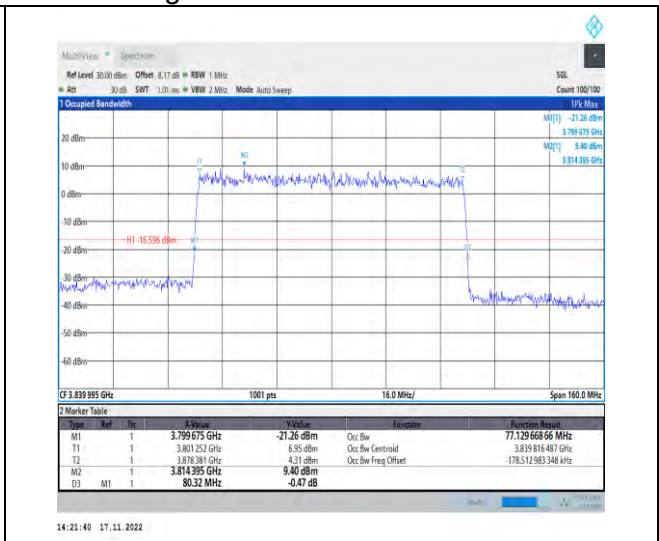 MultiView Spectrum
Ref Level 30.00 dBm Offset 8.17 dB RBW 1 MHz SGL
Att 30 dB SWT 1.01 ms VBW 2 MHz Mode Auto Sweep Count 100/100
1 Occupied Bandwidth 1Pk Max
M1[1] -21.26 dBm
3.799 675 GHz
M2[1] 9.40 dBm
3.814 395 GHz
20 dBm
M2
T1 T2
10 dBm
0 dBm
-10 dBm
H1 -16.596 dBm M1
-20 dBm
-30 dBm
-40 dBm
-50 dBm
-60 dBm
CF 3.839 995 GHz 1001 pts 16.0 MHz/ Span 160.0 MHz
2 Marker Table
Type Ref Trc X-Value Y-Value Function Function Result
M1 1 3.799 675 GHz -21.26 dBm Occ Bw 77.129 668 66 MHz
T1 1 3.801 252 GHz 6.95 dBm Occ Bw Centroid 3.839 816 487 GHz
T2 1 3.878 381 GHz 4.31 dBm Occ Bw Freq Offset -178.512 983 348 kHz
M2 1 3.814 395 GHz 9.40 dBm
D3 M1 1 80.32 MHz -0.47 dB
14:21:40 17.11.2022